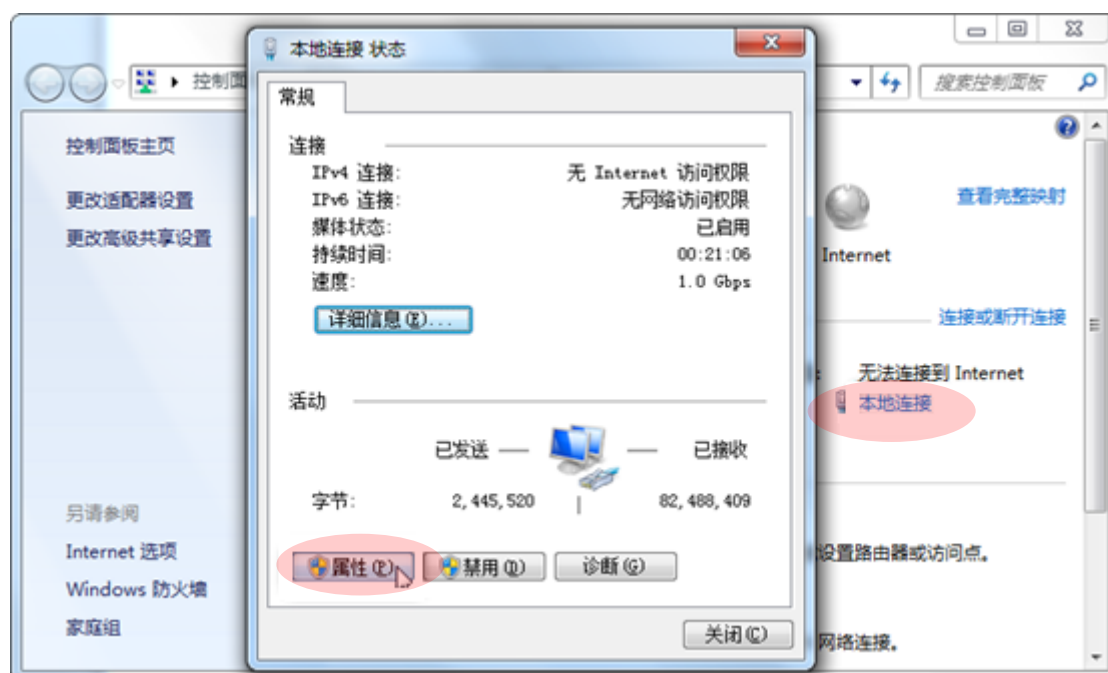 本地连接 状态
控制面
搜索控制面板
常规
控制面板主页
更改适配器设置
更改高级共享设置
连接
IPv4 连接: 无 Internet 访问权限
IPv6 连接: 无网络访问权限
媒体状态: 已启用
持续时间: 00:21:06
速度: 1.0 Gbps
详细信息(E)...
活动
已发送 — — 已接收
字节: 2,445,520 | 82,488,409
属性(P) 禁用(D) 诊断(G)
关闭(C)
另请参阅
Internet 选项
Windows 防火墙
家庭组
查看完整映射
Internet
连接或断开连接
: 无法连接到 Internet
本地连接
设置路由器或访问点。
网络连接。